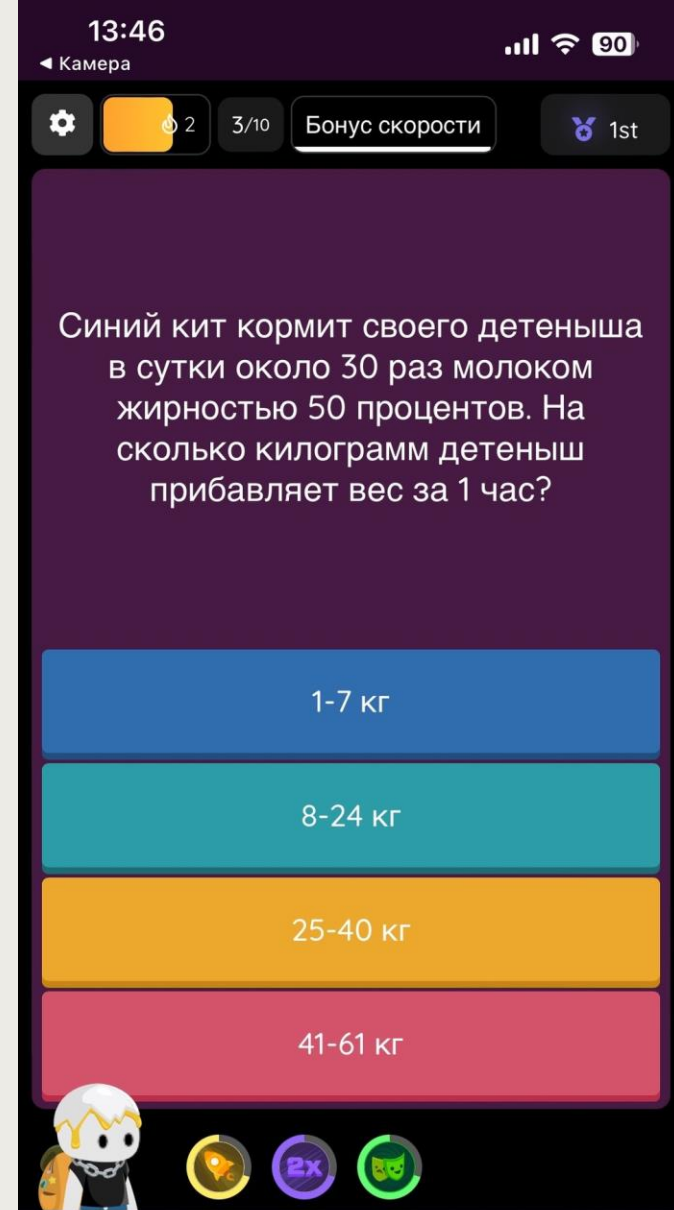 13:46
90
◀ Камера
2
3/10
Бонус скорости
1st
Синий кит кормит своего детеныша
в сутки около 30 раз молоком
жирностью 50 процентов. На
сколько килограмм детеныш
прибавляет вес за 1 час?
1-7 кг
8-24 кг
25-40 кг
41-61 кг
2x